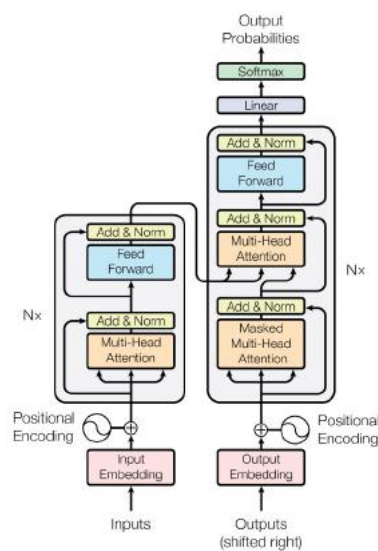 Output
Probabilities
Softmax
Linear
Add & Norm
Feed
Forward
Add & Norm
Multi-Head
Attention
Nx
Add & Norm
Masked
Multi-Head
Attention
Add & Norm
Feed
Forward
Nx
Add & Norm
Multi-Head
Attention
Positional
Encoding
Positional
Encoding
Input
Embedding
Output
Embedding
Inputs
Outputs
(shifted right)